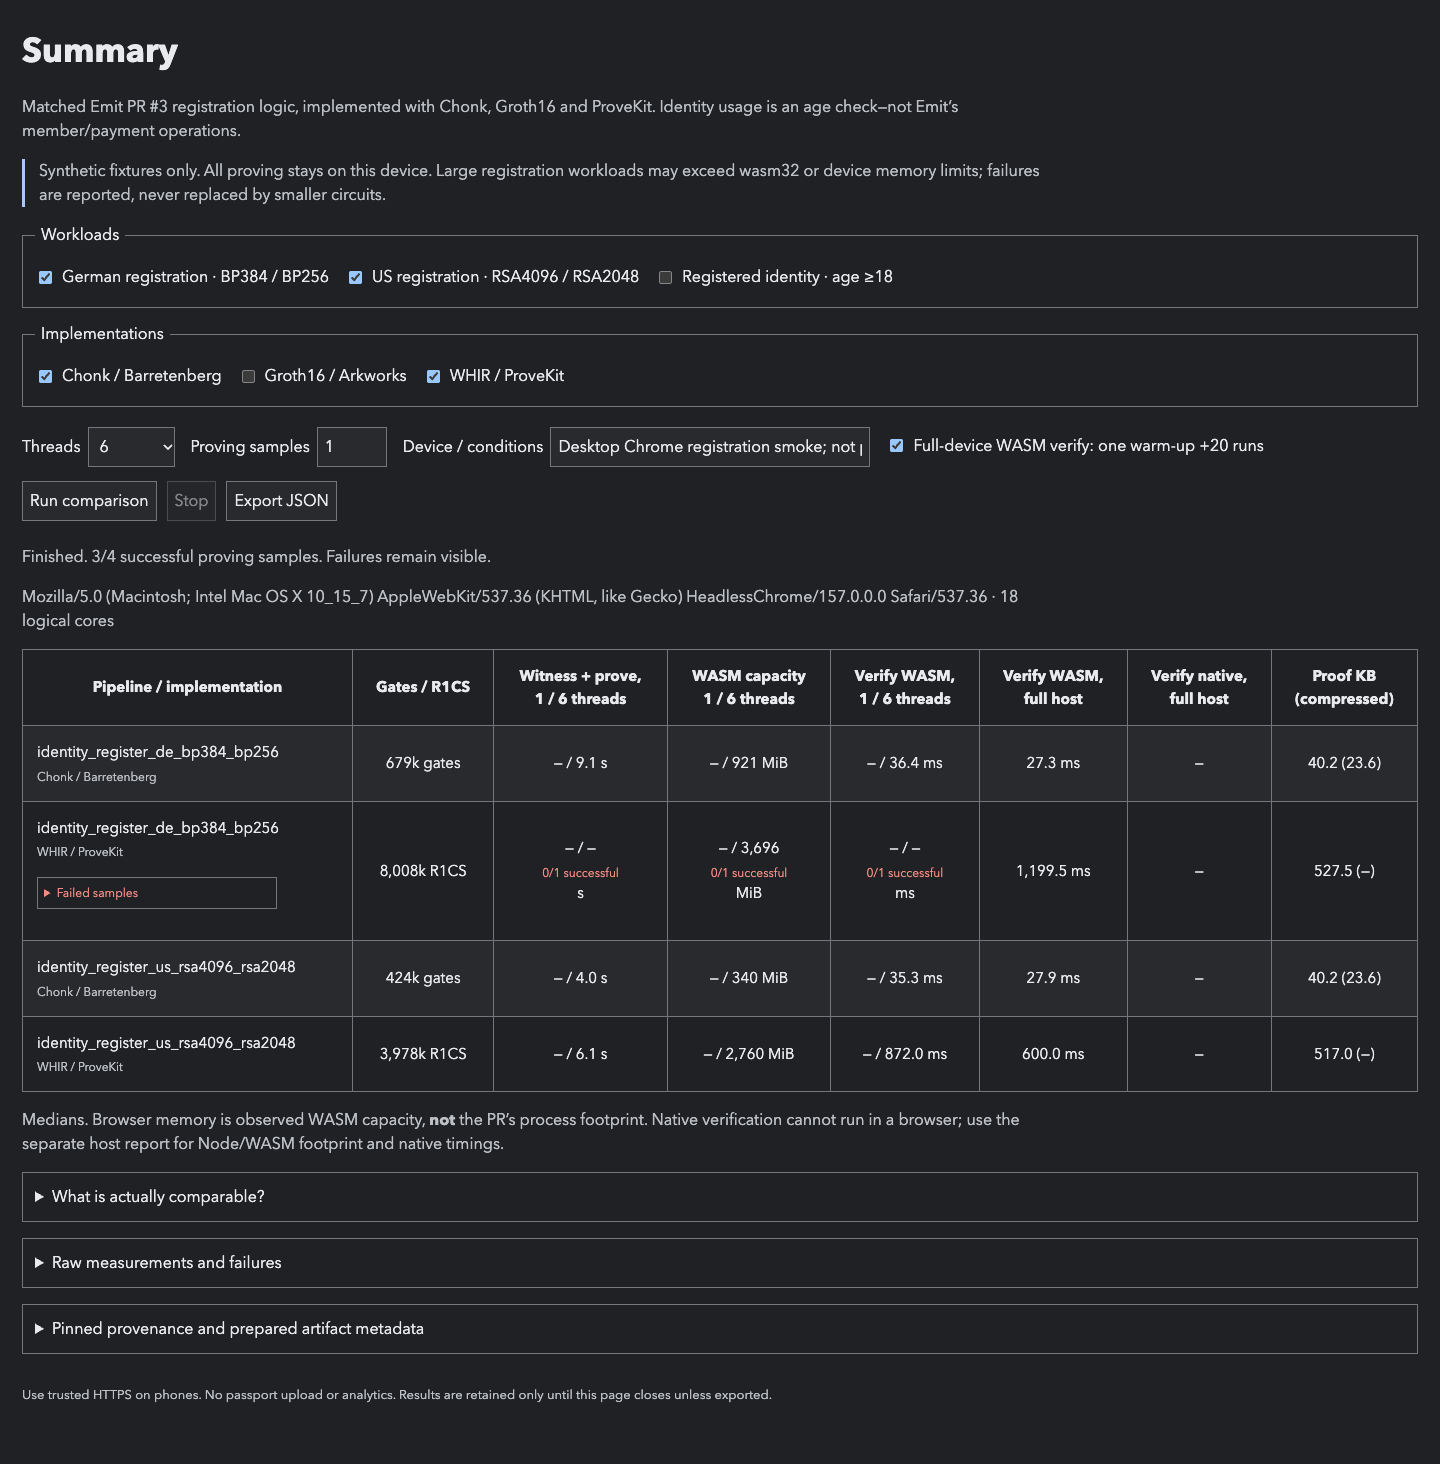 Summary
Matched Emit PR #3 registration logic, implemented with Chonk, Groth16 and ProveKit. Identity usage is an age check—not Emit's
member/payment operations.
Synthetic fixtures only. All proving stays on this device. Large registration workloads may exceed wasm32 or device memory limits; failures
are reported, never replaced by smaller circuits.
Workloads
German registration · BP384 / BP256 US registration · RSA4096 / RSA2048 Registered identity · age ≥18
Implementations
Chonk / Barretenberg Groth16 / Arkworks WHIR / ProveKit
Threads 6 Proving samples 1 Device / conditions Desktop Chrome registration smoke; not Full-device WASM verify: one warm-up +20 runs
Run comparison Stop Export JSON
Finished. 3/4 successful proving samples. Failures remain visible.
Mozilla/5.0 (Macintosh; Intel Mac OS X 10_15_7) AppleWebKit/537.36 (KHTML, like Gecko) HeadlessChrome/157.0.0.0 Safari/537.36 · 18
logical cores
Pipeline / implementation Gates / R1CS Witness + prove, 1 / 6 threads WASM capacity 1 / 6 threads Verify WASM, 1 / 6 threads Verify WASM, full host Verify native, full host Proof KB (compressed)
identity_register_de_bp384_bp256
Chonk / Barretenberg
679k gates – / 9.1 s – / 921 MiB – / 36.4 ms 27.3 ms – 40.2 (23.6)
identity_register_de_bp384_bp256
WHIR / ProveKit
Failed samples
8,008k R1CS – / – 0/1 successful s – / 3,696 0/1 successful MiB – / – 0/1 successful ms 1,199.5 ms – 527.5 (–)
identity_register_us_rsa4096_rsa2048
Chonk / Barretenberg
424k gates – / 4.0 s – / 340 MiB – / 35.3 ms 27.9 ms – 40.2 (23.6)
identity_register_us_rsa4096_rsa2048
WHIR / ProveKit
3,978k R1CS – / 6.1 s – / 2,760 MiB – / 872.0 ms 600.0 ms – 517.0 (–)
Medians. Browser memory is observed WASM capacity, not the PR's process footprint. Native verification cannot run in a browser; use the
separate host report for Node/WASM footprint and native timings.
What is actually comparable?
Raw measurements and failures
Pinned provenance and prepared artifact metadata
Use trusted HTTPS on phones. No passport upload or analytics. Results are retained only until this page closes unless exported.